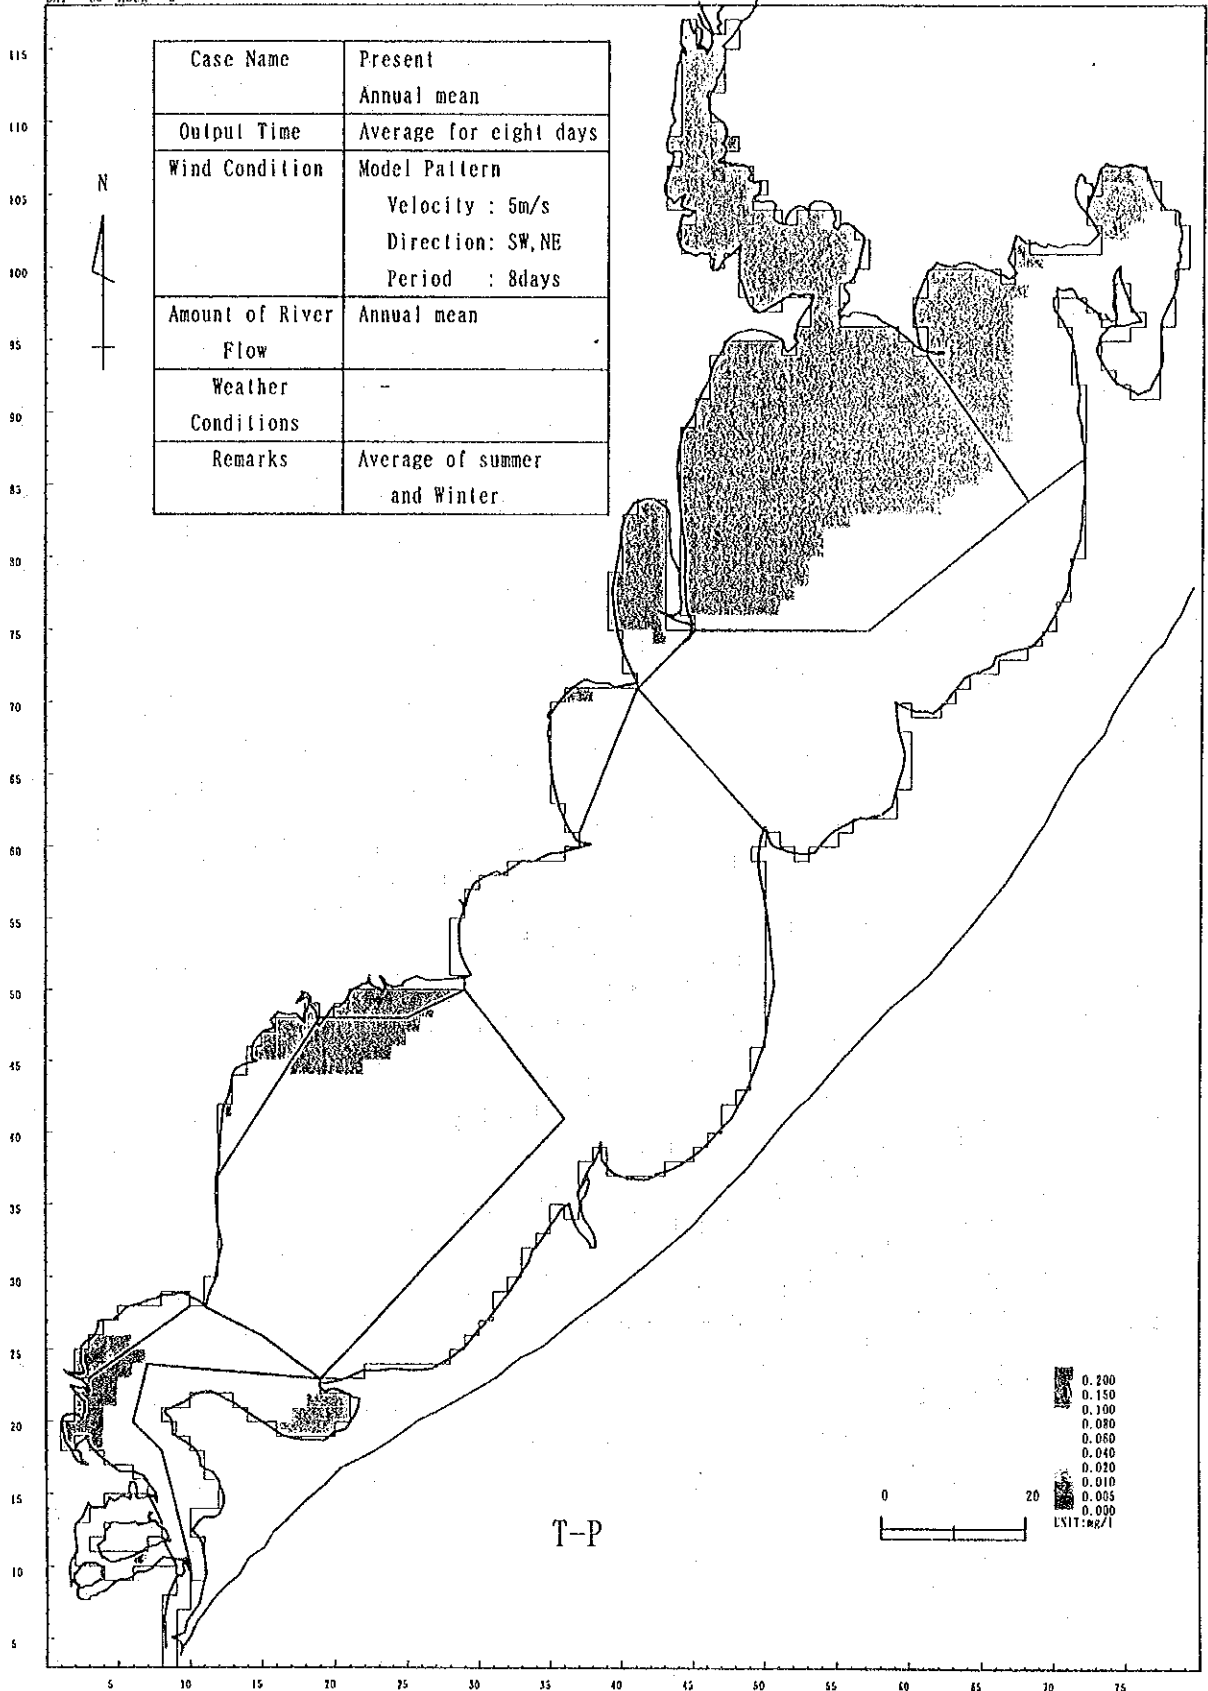 Case Name Present
Annual mean
Output Time Average for eight days
Wind Condition Model Pattern
Velocity : 5m/s
Direction: SW,NE
Period : 8days
Amount of River Annual mean
Flow
Weather -
Conditions
Remarks Average of summer
and Winter
N
115
110
105
100
95
90
85
80
75
70
65
60
55
50
45
40
35
30
25
20
15
10
5
0.200
0.150
0.100
0.080
0.060
0.040
0.020
0.010
0.005
0.000
UNIT:mg/l
0 20
T-P
5 10 15 20 25 30 35 40 45 50 55 60 65 70 75